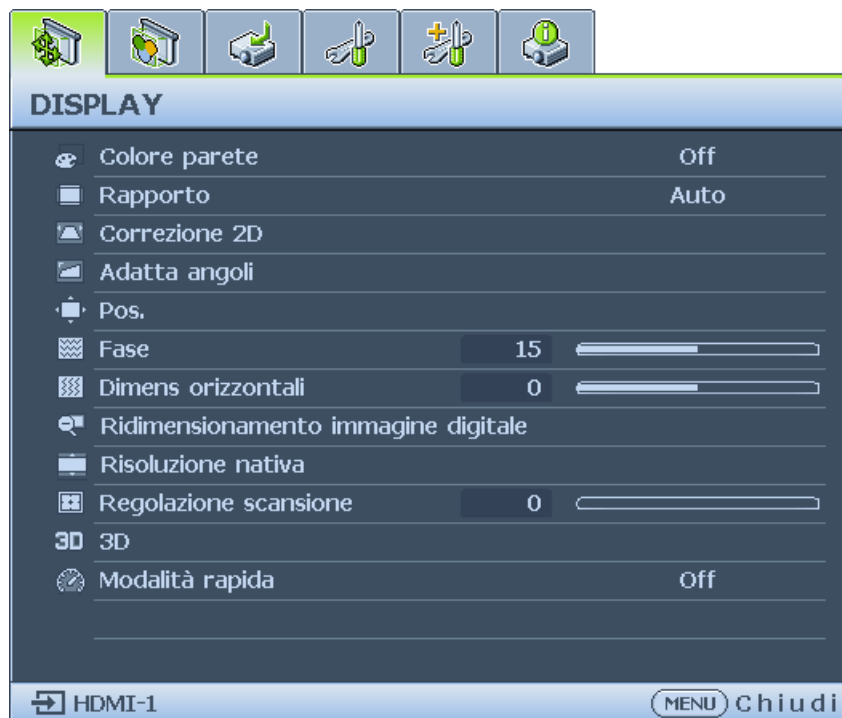 DISPLAY
Colore parete Off
Rapporto Auto
Correzione 2D
Adatta angoli
Pos.
Fase 15
Dimens orizzontali 0
Ridimensionamento immagine digitale
Risoluzione nativa
Regolazione scansione 0
3D 3D
Modalità rapida Off
HDMI-1 MENU Chiudi